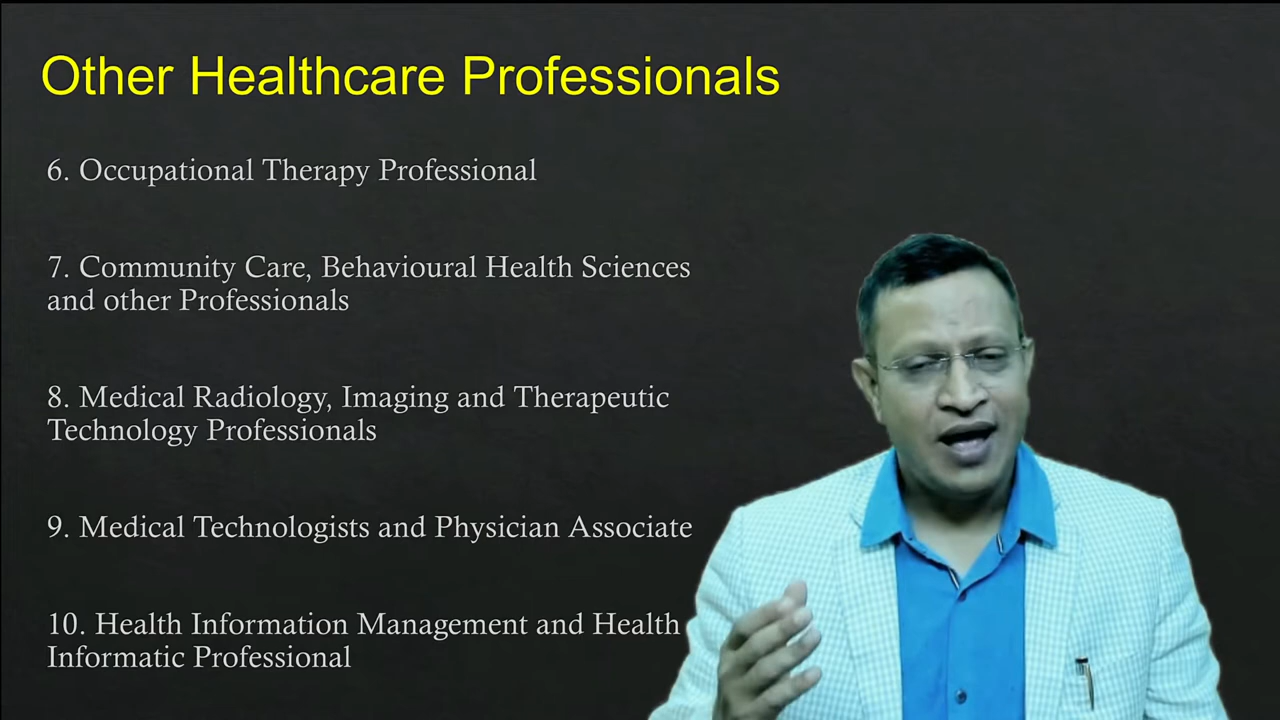 Other Healthcare Professionals
6. Occupational Therapy Professional
7. Community Care, Behavioural Health Sciences
and other Professionals
8. Medical Radiology, Imaging and Therapeutic
Technology Professionals
9. Medical Technologists and Physician Associate
10. Health Information Management and Health
Informatic Professional